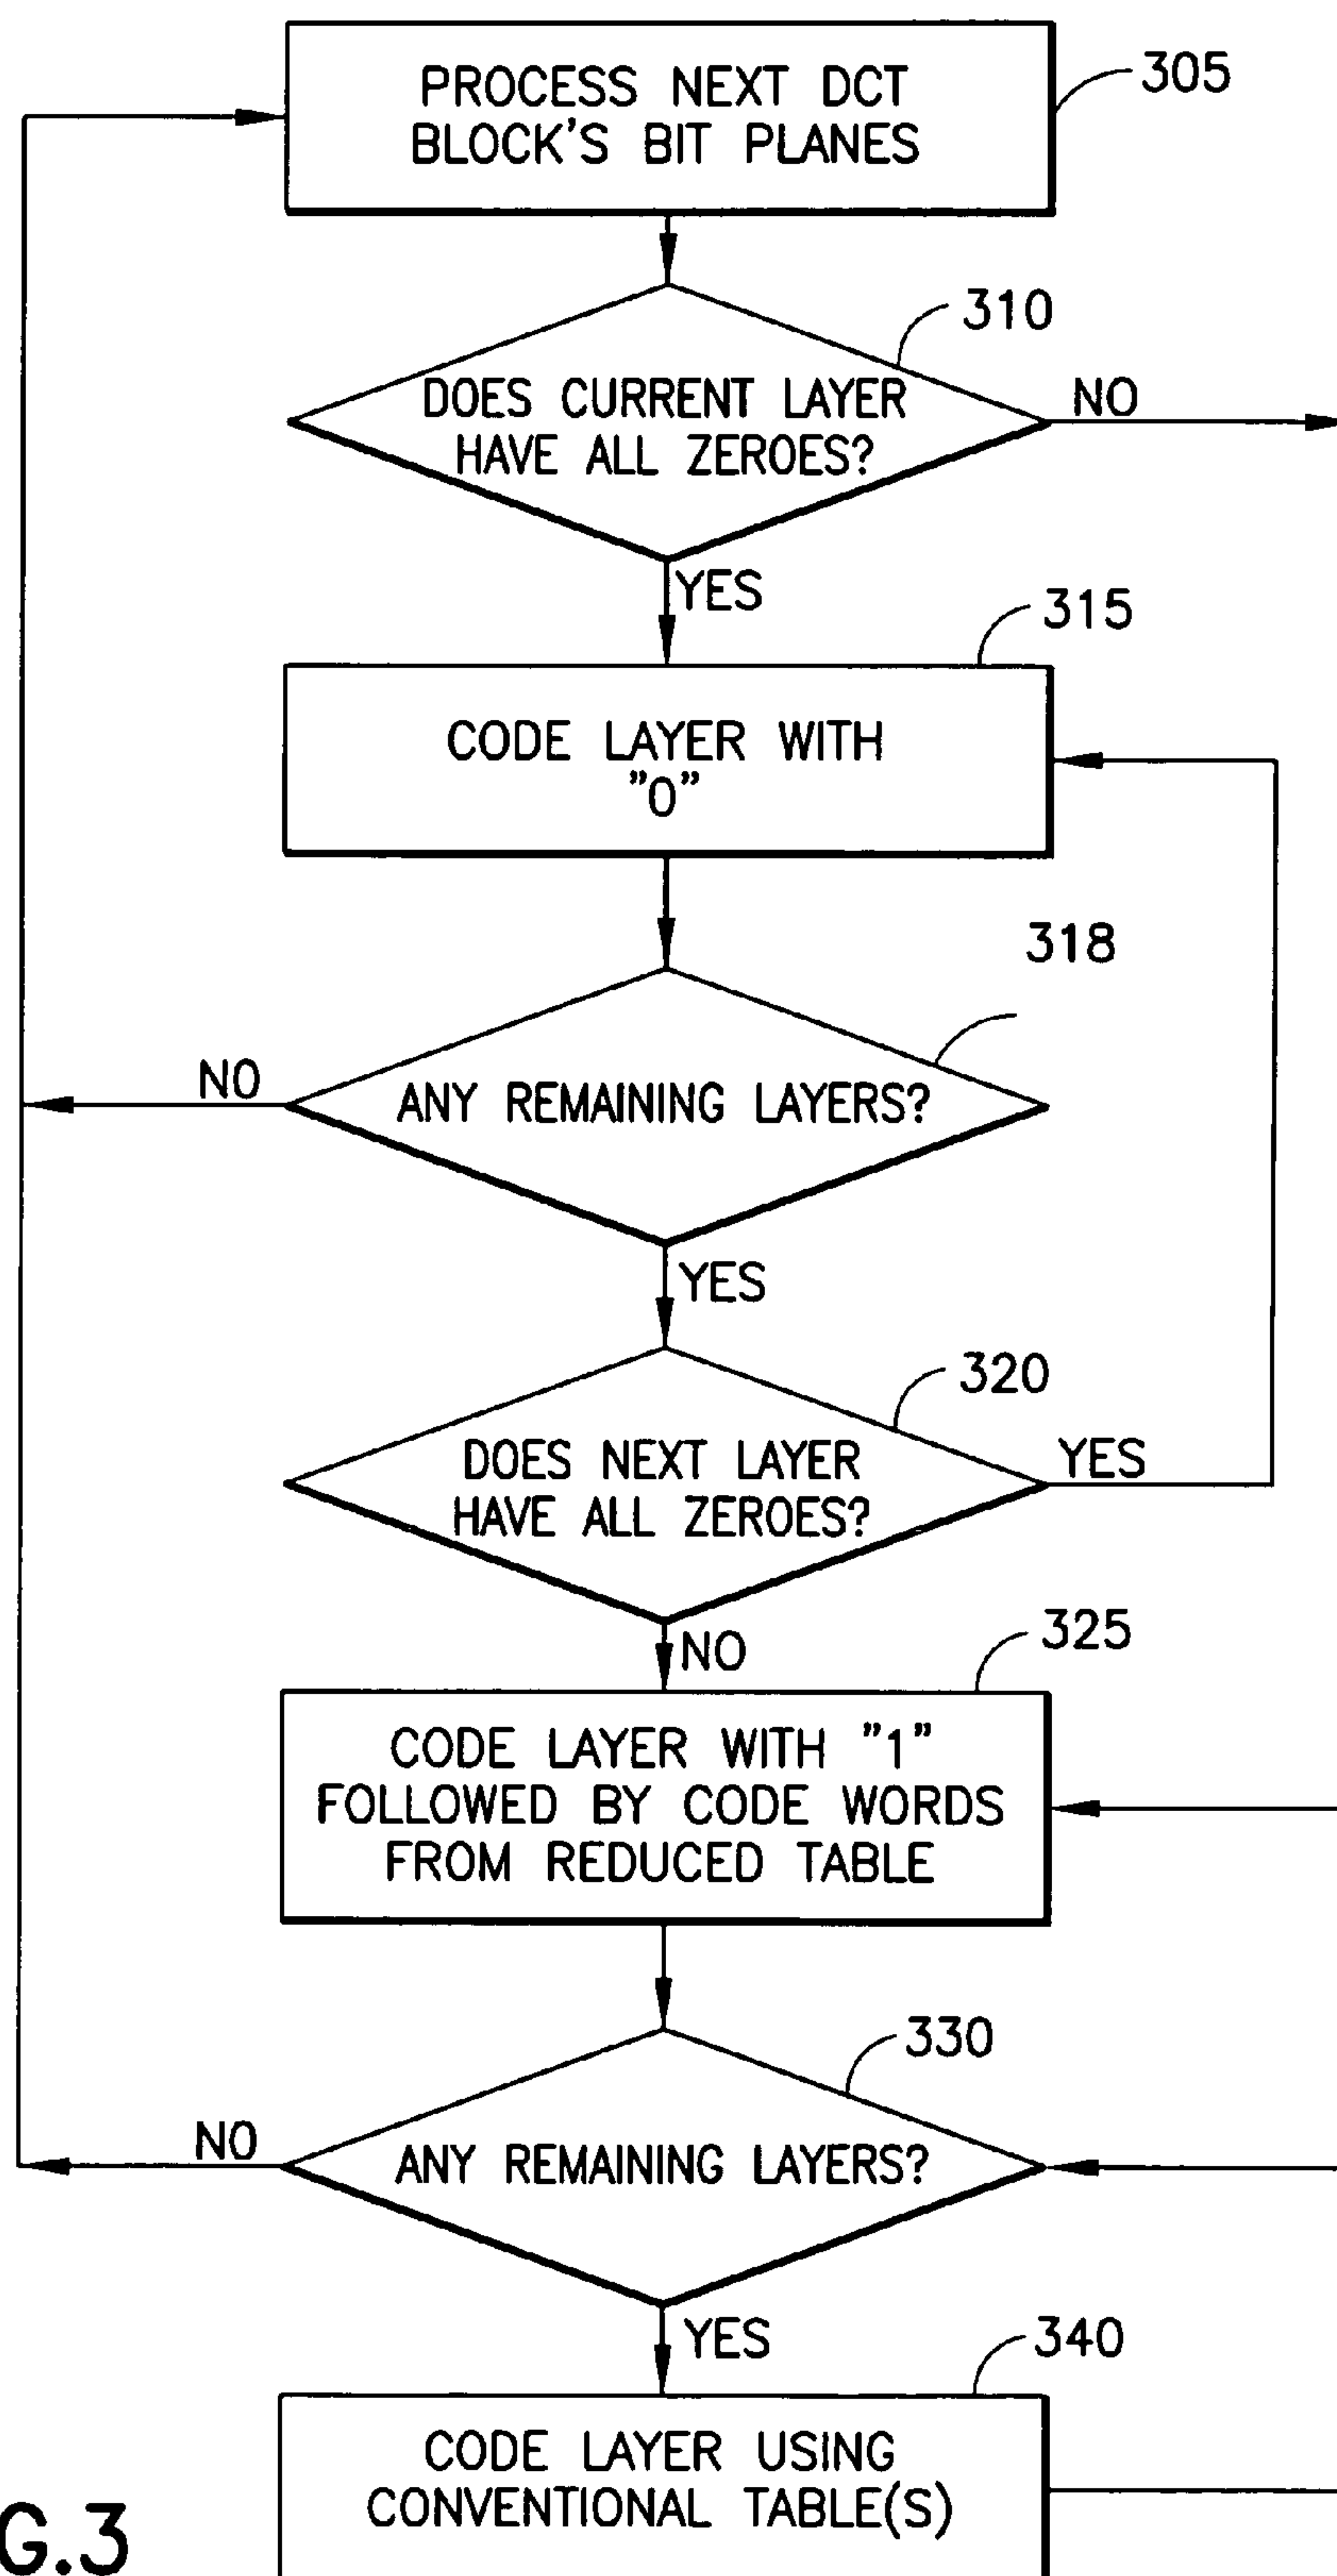 PROCESS NEXT DCT
BLOCK'S BIT PLANES
305
310
DOES CURRENT LAYER
HAVE ALL ZEROES?
NO
YES
315
CODE LAYER WITH
"0"
318
NO
ANY REMAINING LAYERS?
YES
320
DOES NEXT LAYER
HAVE ALL ZEROES?
YES
NO
325
CODE LAYER WITH "1"
FOLLOWED BY CODE WORDS
FROM REDUCED TABLE
330
NO
ANY REMAINING LAYERS?
YES
340
CODE LAYER USING
CONVENTIONAL TABLE(S)
G.3